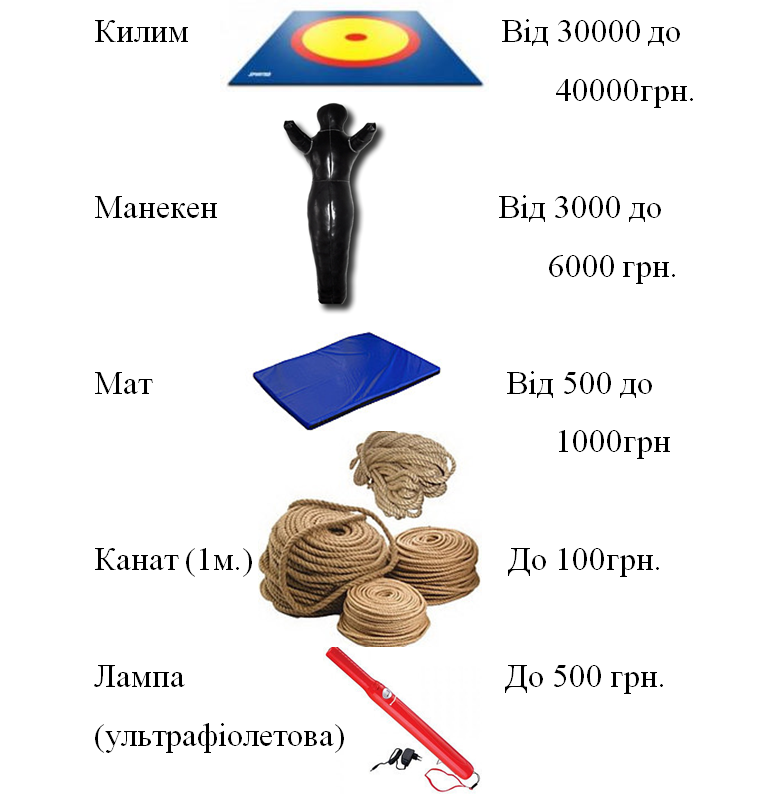 Килим Від 30000 до
40000грн.
Манекен Від 3000 до
6000 грн.
Мат Від 500 до
1000грн
Канат (1м.) До 100грн.
Лампа До 500 грн.
(ультрафіолетова)